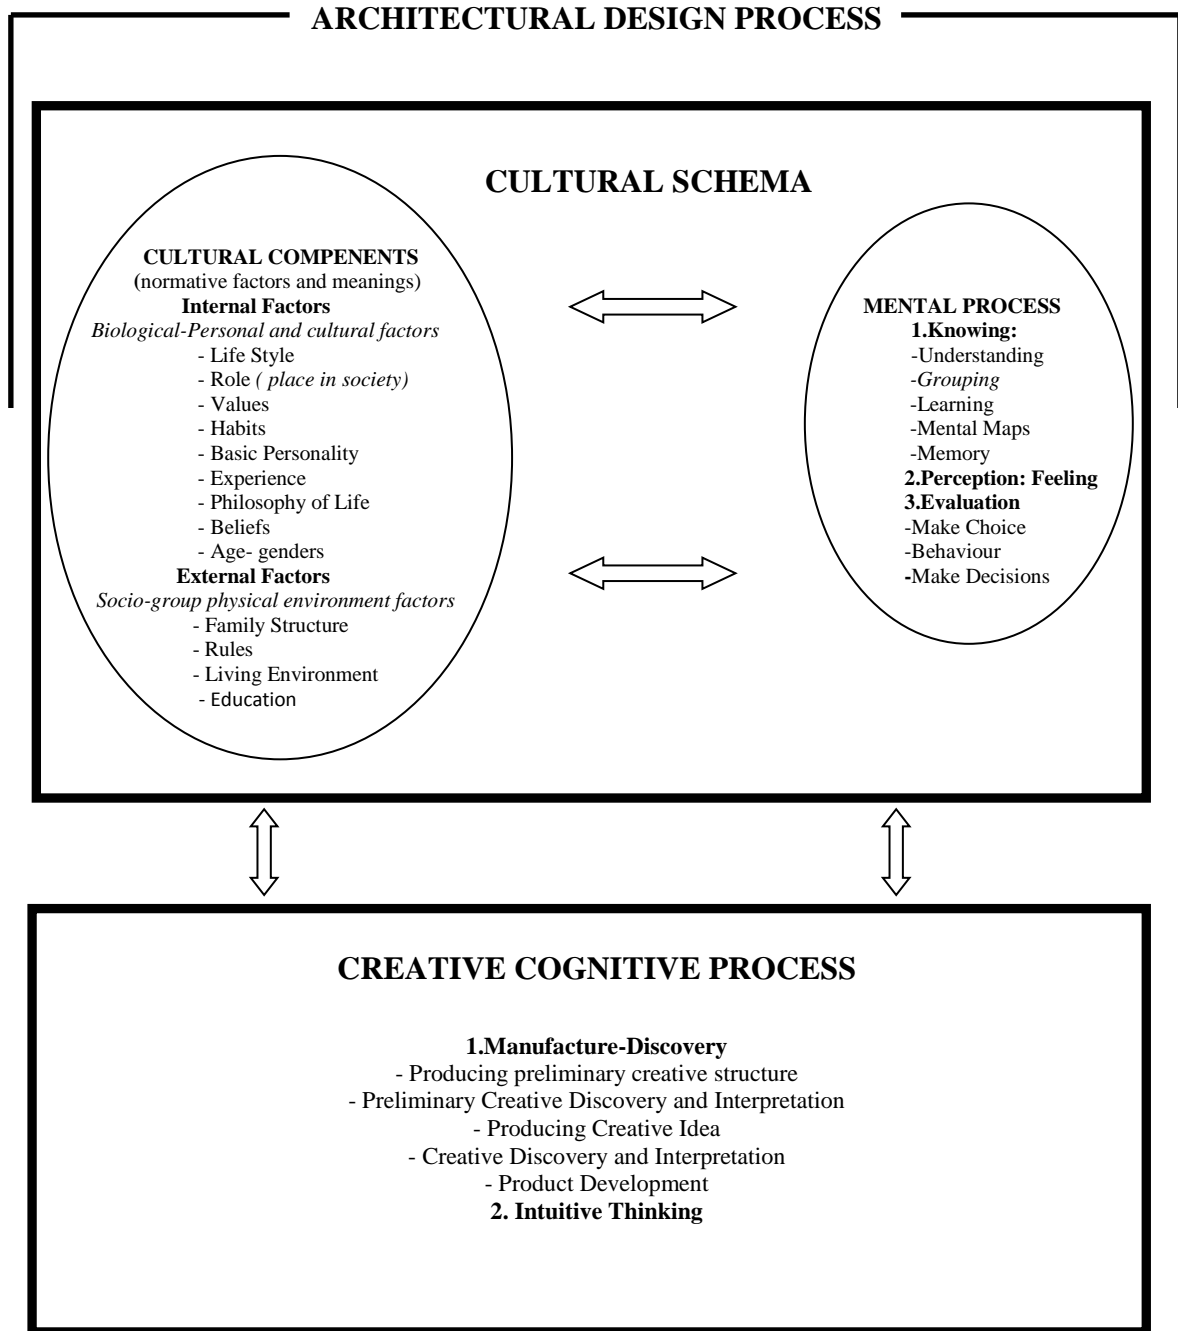 ARCHITECTURAL DESIGN PROCESS
CULTURAL SCHEMA
CULTURAL COMPENENTS
(normative factors and meanings)
Internal Factors
Biological-Personal and cultural factors
- Life Style
- Role ( place in society)
- Values
- Habits
- Basic Personality
- Experience
- Philosophy of Life
- Beliefs
- Age- genders
External Factors
Socio-group physical environment factors
- Family Structure
- Rules
- Living Environment
- Education
MENTAL PROCESS
1.Knowing:
-Understanding
-Grouping
-Learning
-Mental Maps
-Memory
2.Perception: Feeling
3.Evaluation
-Make Choice
-Behaviour
-Make Decisions
CREATIVE COGNITIVE PROCESS
1.Manufacture-Discovery
- Producing preliminary creative structure
- Preliminary Creative Discovery and Interpretation
- Producing Creative Idea
- Creative Discovery and Interpretation
- Product Development
2. Intuitive Thinking